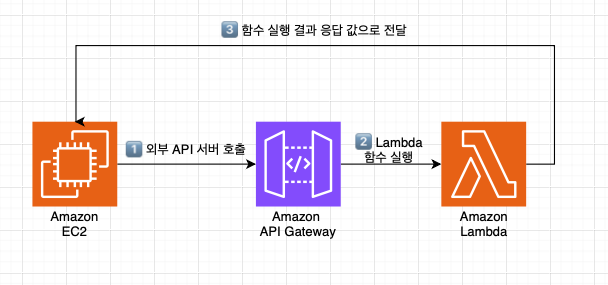 3 함수 실행 결과 응답 값으로 전달
1 외부 API 서버 호출
2 Lambda
함수 실행
Amazon
EC2
Amazon
API Gateway
Amazon
Lambda